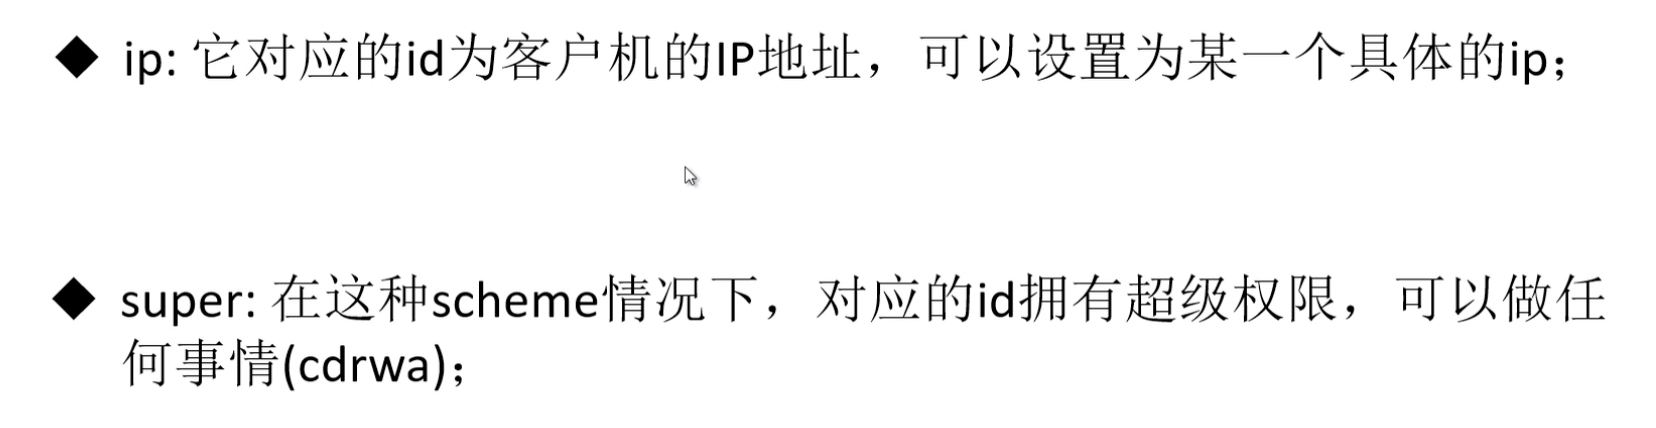 ◆ ip: 它对应的id为客户机的IP地址，可以设置为某一个具体的ip；
◆ super: 在这种scheme情况下，对应的id拥有超级权限，可以做任
何事情(cdrwa)；